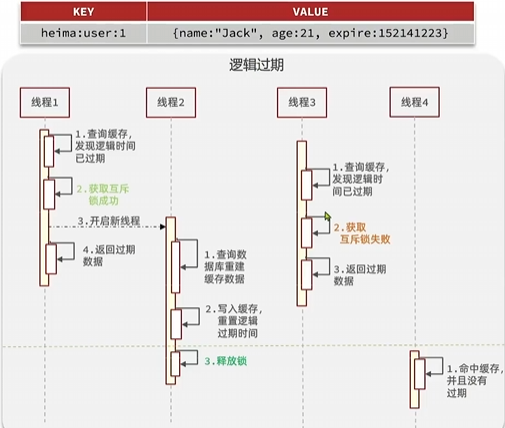 KEY VALUE
heima:user:1 {name:"Jack", age:21, expire:152141223}
逻辑过期
线程1 线程2 线程3 线程4
1.查询缓存,
发现逻辑时间
已过期
2.获取互斥
锁成功
3.开启新线程
4.返回过期
数据
1.查询数
据库重建
缓存数据
2.写入缓存,
重置逻辑
过期时间
3.释放锁
1.查询缓存,
发现逻辑时
间已过期
2.获取
互斥锁失败
3.返回过期
数据
1.命中缓存,
并且没有
过期